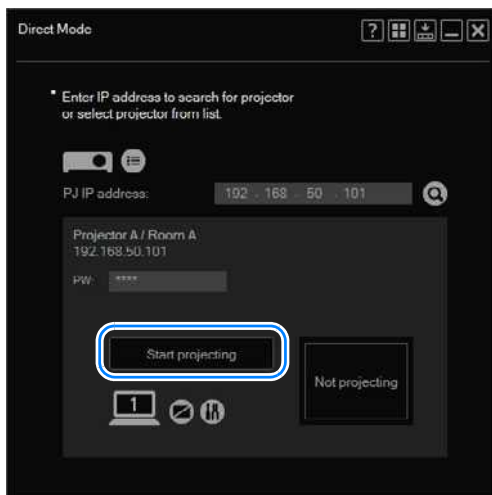 Direct Mode
?
Enter IP address to search for projector
or select projector from list.
PJ IP address: 192 . 168 . 50 . 101
Projector A / Room A
192.168.50.101
PW: ****
Start projecting
Not projecting
1